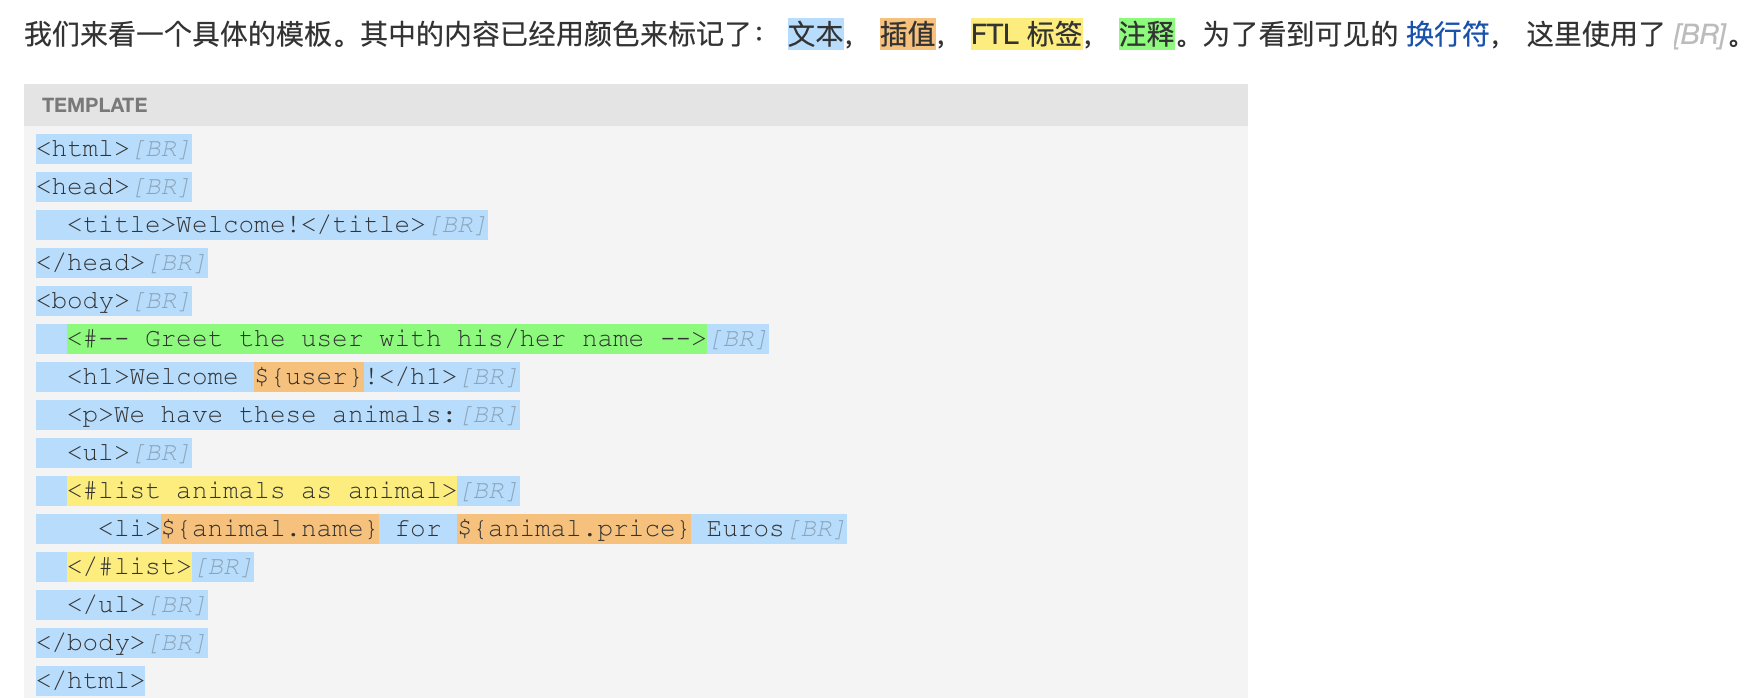 我们来看一个具体的模板。其中的内容已经用颜色来标记了： 文本， 插值， FTL 标签， 注释。为了看到可见的 换行符， 这里使用了 [BR]。
TEMPLATE
<html>[BR]
<head>[BR]
  <title>Welcome!</title>[BR]
</head>[BR]
<body>[BR]
  <#-- Greet the user with his/her name -->[BR]
  <h1>Welcome ${user}!</h1>[BR]
  <p>We have these animals:[BR]
  <ul>[BR]
  <#list animals as animal>[BR]
    <li>${animal.name} for ${animal.price} Euros[BR]
  </#list>[BR]
  </ul>[BR]
</body>[BR]
</html>